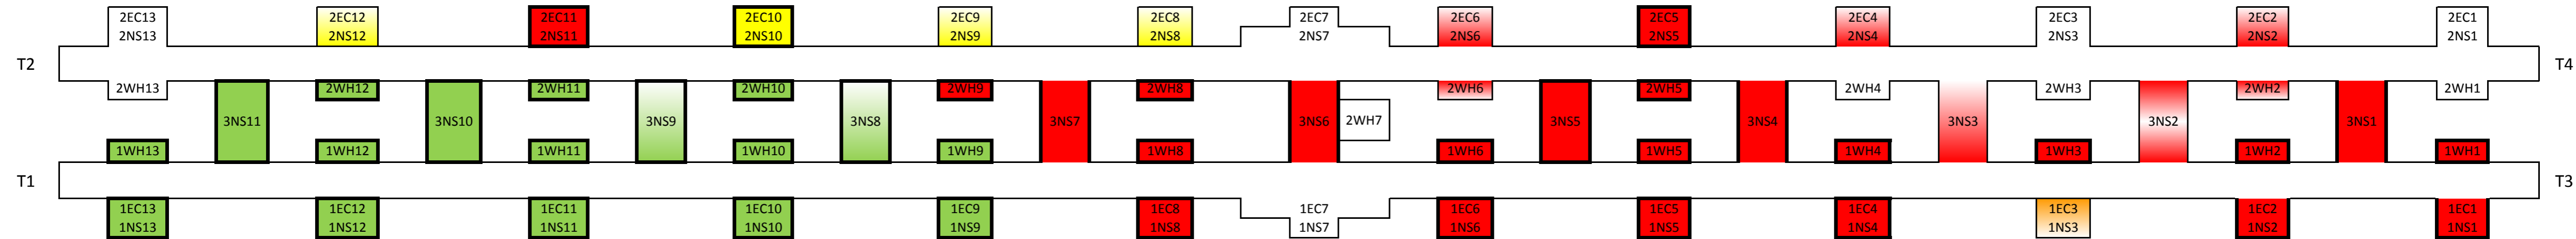 2EC13 2EC12 2EC11 2EC10 2EC9 2EC8 2EC7 2EC6 2EC5 2EC4 2EC3 2EC2 2EC1
2NS13 2NS12 2NS11 2NS10 2NS9 2NS8 2NS7 2NS6 2NS5 2NS4 2NS3 2NS2 2NS1
T2 T4
2WH13 2WH12 2WH11 2WH10 2WH9 2WH8 2WH6 2WH5 2WH4 2WH3 2WH2 2WH1
3NS11 3NS10 3NS9 3NS8 3NS7 3NS6 2WH7 3NS5 3NS4 3NS3 3NS2 3NS1
1WH13 1WH12 1WH11 1WH10 1WH9 1WH8 1WH6 1WH5 1WH4 1WH3 1WH2 1WH1
T1 T3
1EC13 1EC12 1EC11 1EC10 1EC9 1EC8 1EC7 1EC6 1EC5 1EC4 1EC3 1EC2 1EC1
1NS13 1NS12 1NS11 1NS10 1NS9 1NS8 1NS7 1NS6 1NS5 1NS4 1NS3 1NS2 1NS1